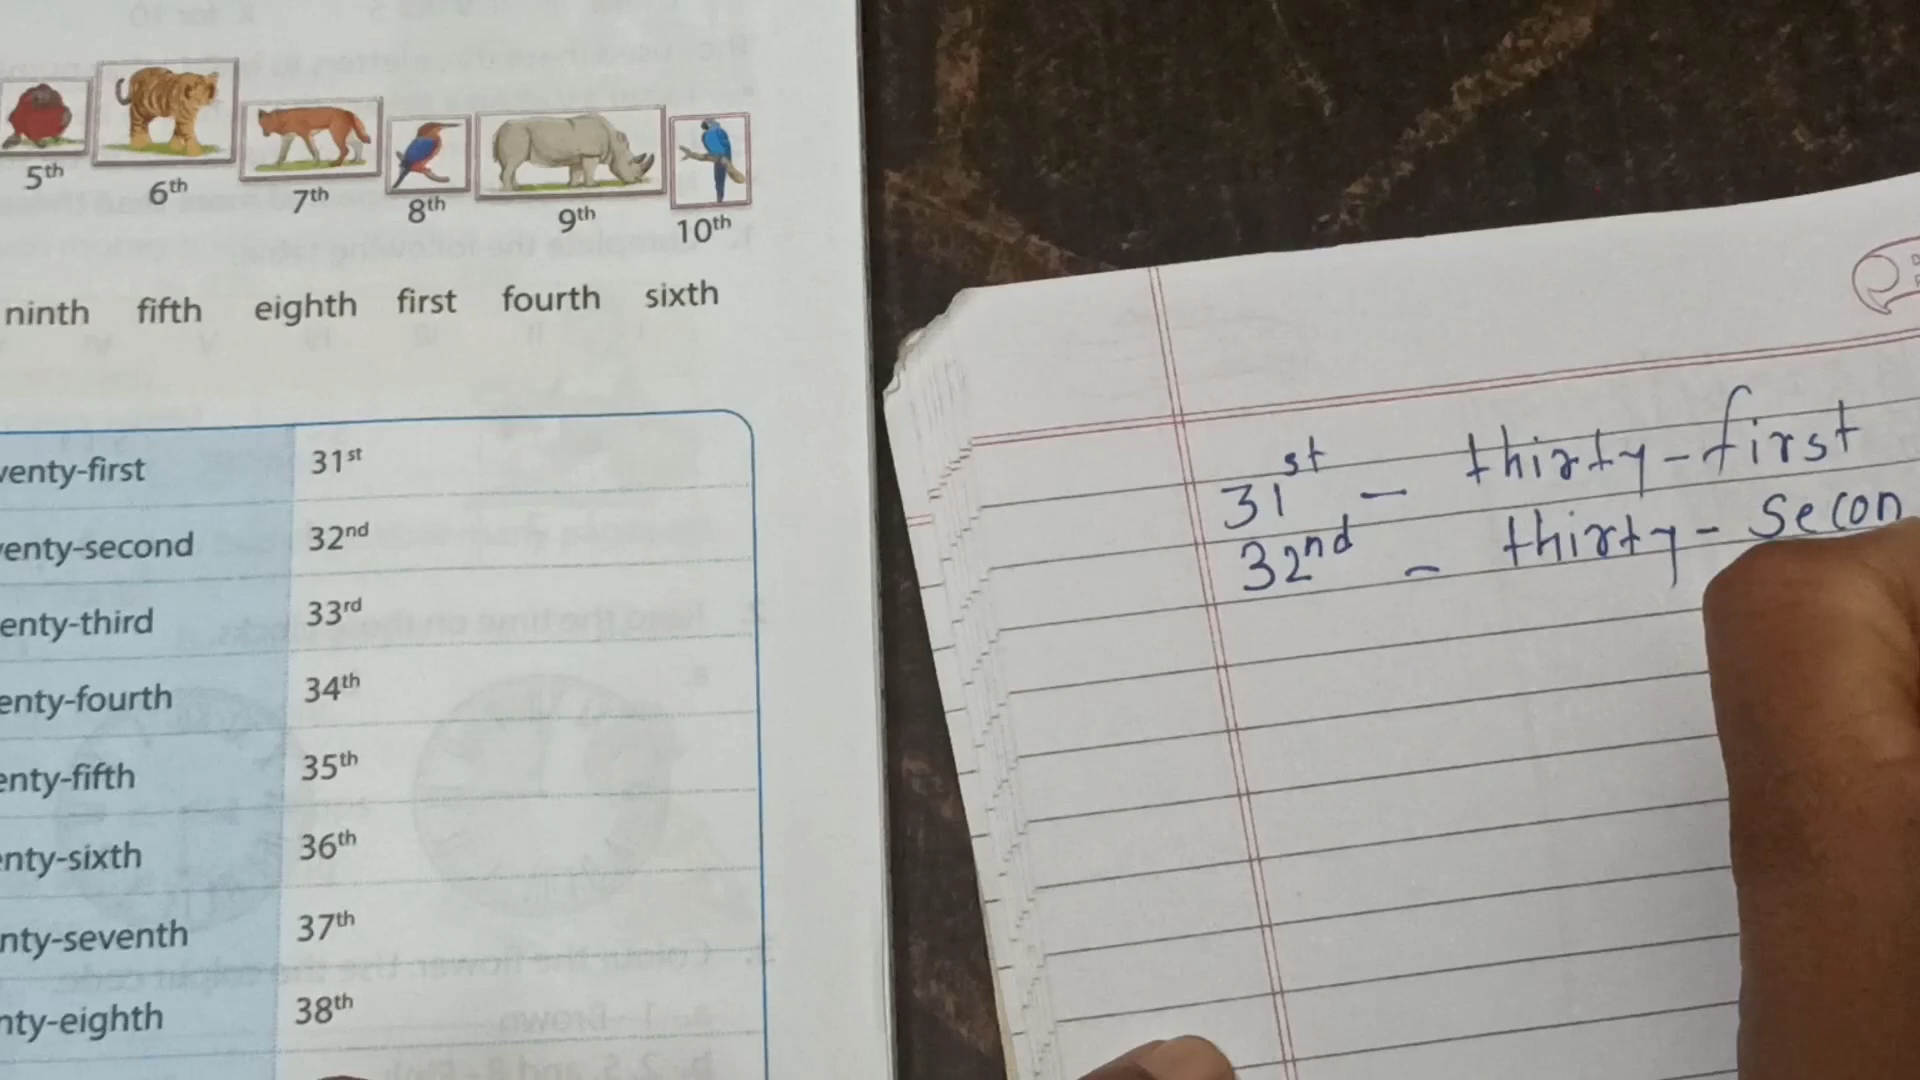 5th 6th 7th 8th 9th 10th
ninth fifth eighth first fourth sixth
venty-first 31st
venty-second 32nd
enty-third 33rd
enty-fourth 34th
enty-fifth 35th
enty-sixth 36th
nty-seventh 37th
nty-eighth 38th
31st - thirty-first
32nd - thirty-secon